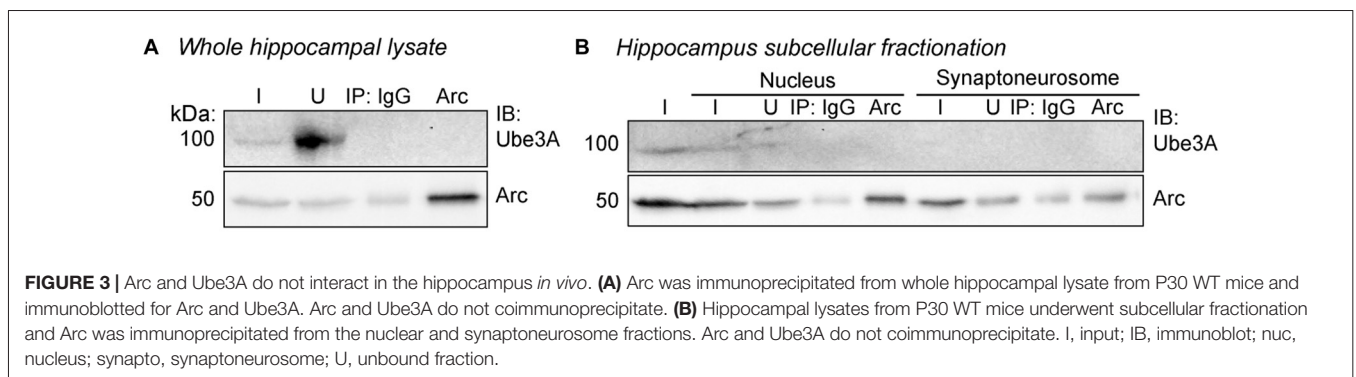 A Whole hippocampal lysate
I U IP: IgG Arc
kDa:
IB:
100
Ube3A
50
Arc
B Hippocampus subcellular fractionation
Nucleus Synaptoneurosome
I I U IP: IgG Arc I U IP: IgG Arc
IB:
100
Ube3A
50
Arc
FIGURE 3 | Arc and Ube3A do not interact in the hippocampus in vivo. (A) Arc was immunoprecipitated from whole hippocampal lysate from P30 WT mice and
immunoblotted for Arc and Ube3A. Arc and Ube3A do not coimmunoprecipitate. (B) Hippocampal lysates from P30 WT mice underwent subcellular fractionation
and Arc was immunoprecipitated from the nuclear and synaptoneurosome fractions. Arc and Ube3A do not coimmunoprecipitate. I, input; IB, immunoblot; nuc,
nucleus; synapto, synaptoneurosome; U, unbound fraction.